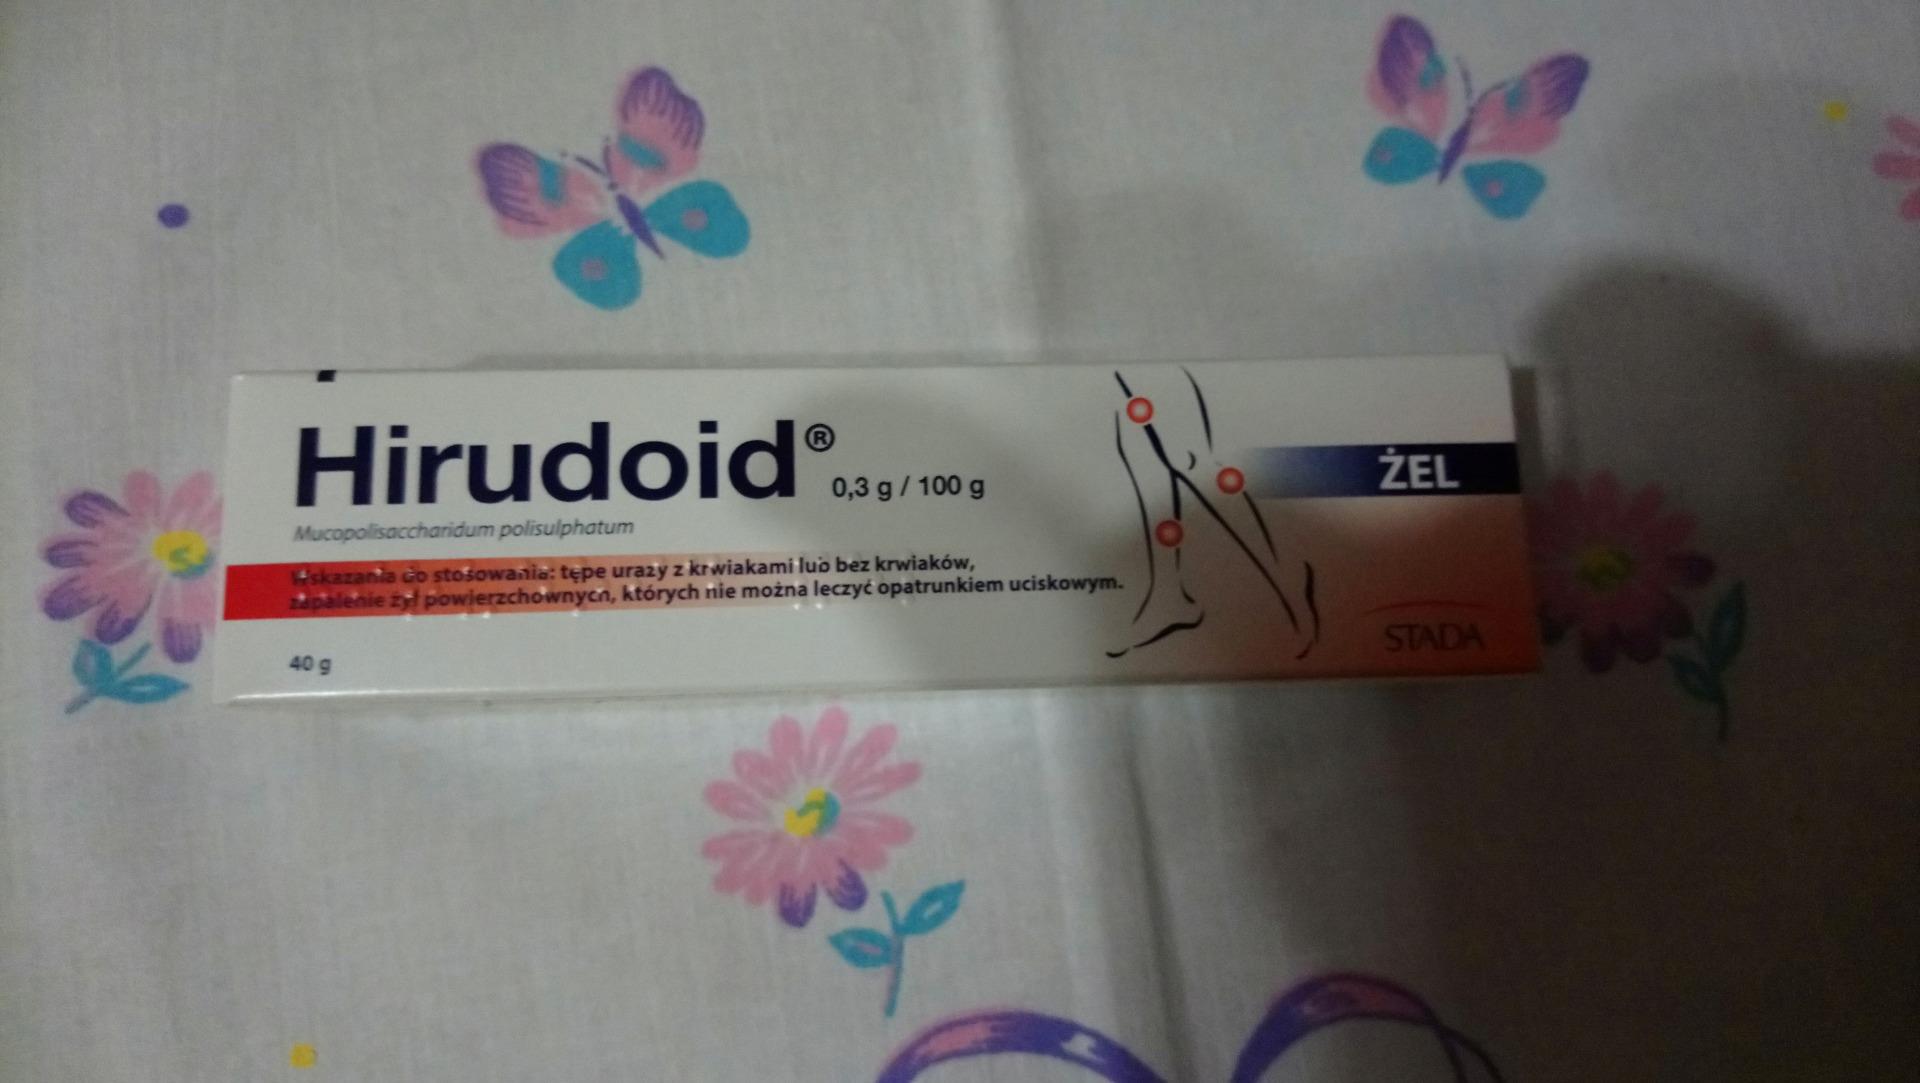 Hirudoid® 0,3 g / 100 g
Mucopolisaccharidum polisulphatum
Wskazania do stosowania: tępe urazy z krwiakami lub bez krwiaków,
zapalenie żył powierzchownych, których nie można leczyć opatrunkiem uciskowym.
40 g
ŻEL
STADA